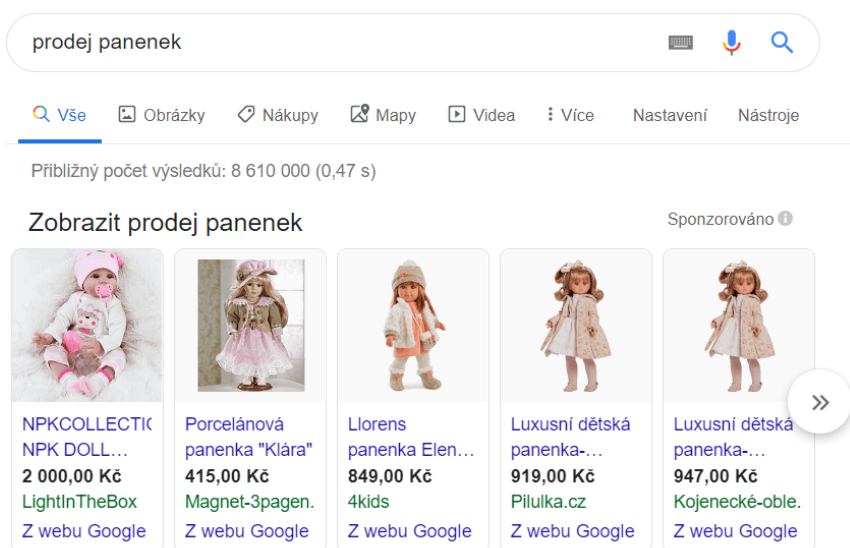 prodej panenek
Vše Obrázky Nákupy Mapy Videa Více Nastavení Nástroje
Přibližný počet výsledků: 8 610 000 (0,47 s)
Zobrazit prodej panenek
Sponzorováno
NPKCOLLECTIO
NPK DOLL...
2 000,00 Kč
LightInTheBox
Z webu Google
Porcelánová
panenka "Klára"
415,00 Kč
Magnet-3pagen.
Z webu Google
Llorens
panenka Elen...
849,00 Kč
4kids
Z webu Google
Luxusní dětská
panenka-...
919,00 Kč
Pilulka.cz
Z webu Google
Luxusní dětská
panenka-...
947,00 Kč
Kojenecké-oble.
Z webu Google